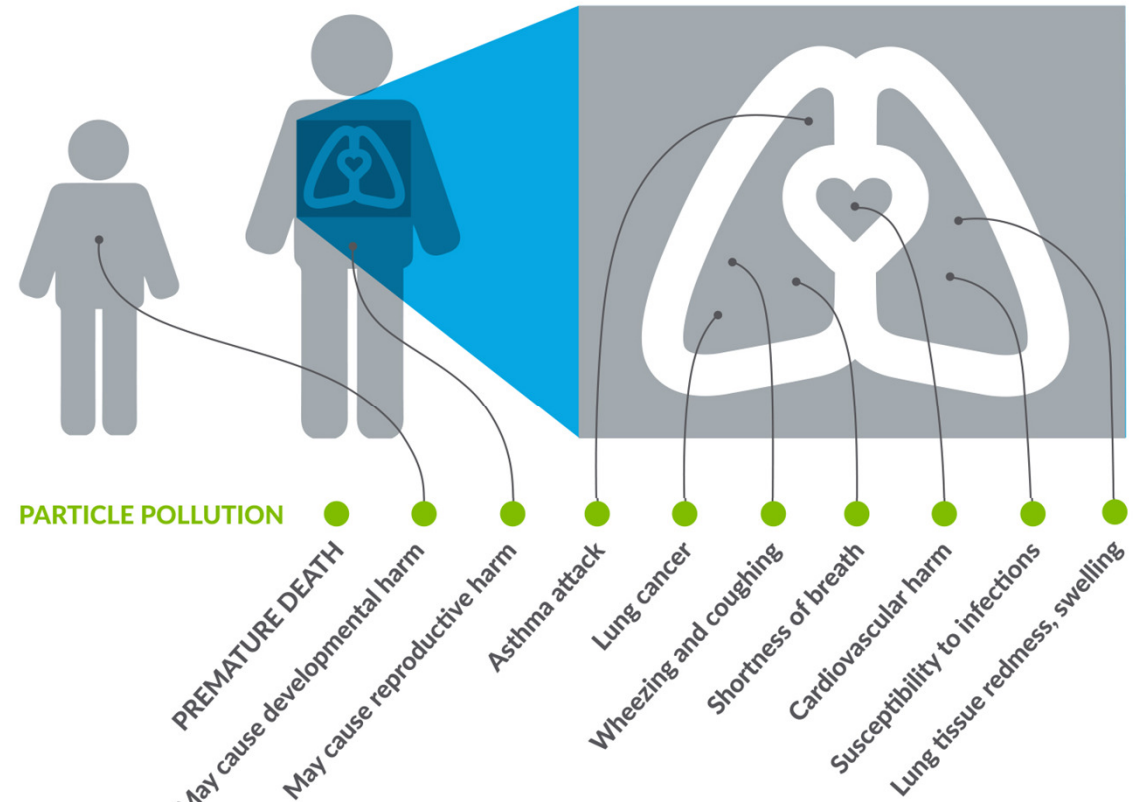 PARTICLE POLLUTION
PREMATURE DEATH
May cause developmental harm
May cause reproductive harm
Asthma attack
Lung cancer
Wheezing and coughing
Shortness of breath
Cardiovascular harm
Susceptibility to infections
Lung tissue redmess, swelling